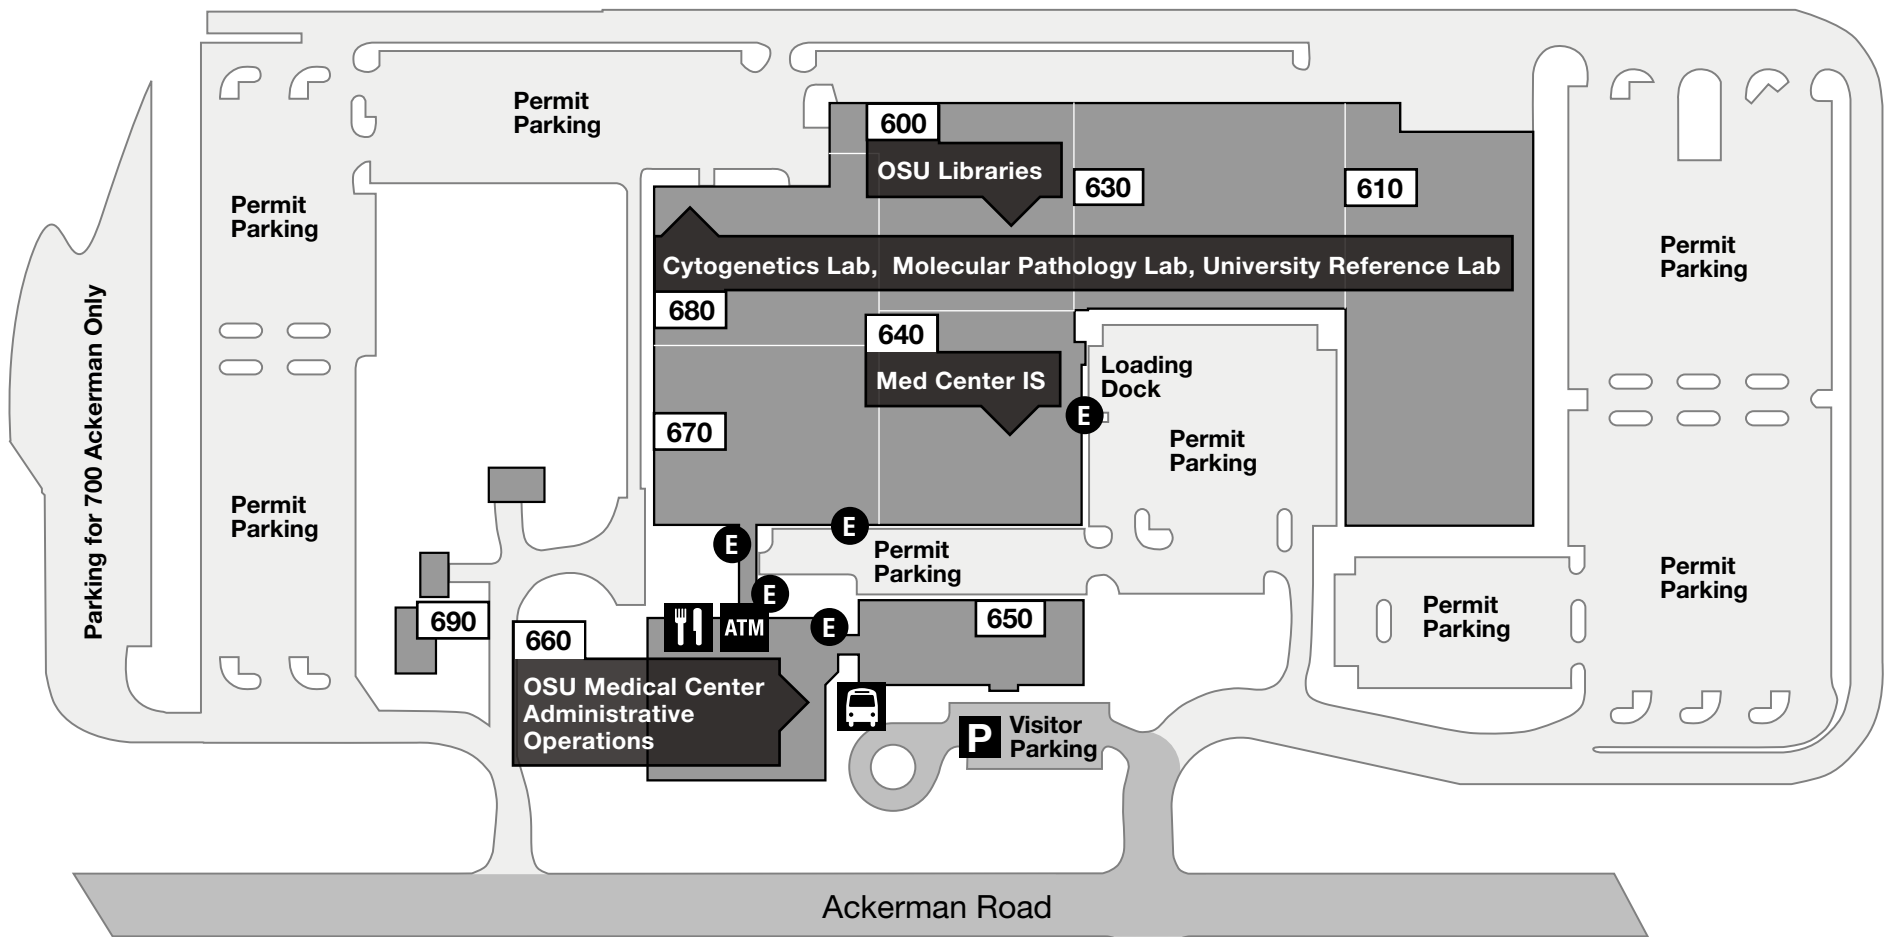 Permit
Parking
600
OSU Libraries
630
610
Permit
Parking
Permit
Parking
Cytogenetics Lab, Molecular Pathology Lab, University Reference Lab
680
640
Med Center IS
Loading
Dock
E
670
Permit
Parking
Parking for 700 Ackerman Only
Permit
Parking
E
E
Permit
Parking
Permit
Parking
E
690
660
ATM
E
650
Permit
Parking
OSU Medical Center
Administrative
Operations
P
Visitor
Parking
Ackerman Road